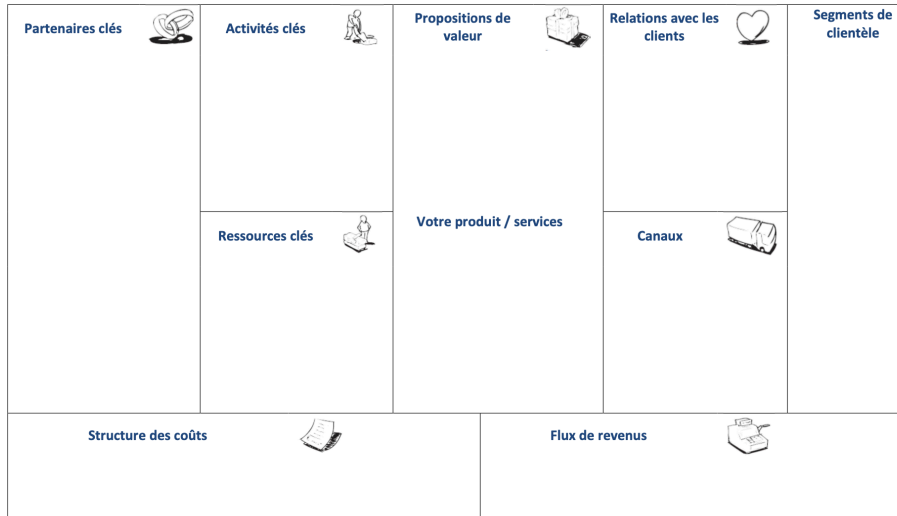 Partenaires clés
Activités clés
Propositions de
valeur
Relations avec les
clients
Segments de
clientèle
Ressources clés
Votre produit / services
Canaux
Structure des coûts
Flux de revenus